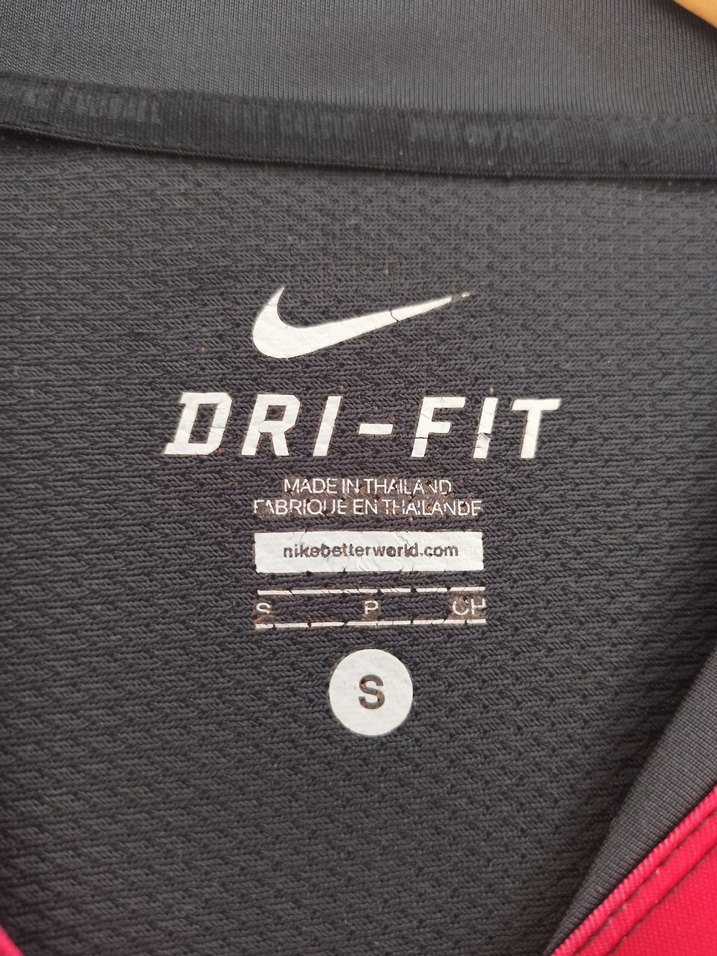 DRI-FIT
MADE IN THAILAND
FABRIQUE EN THAILANDE
nikebetterworld.com
S P CH
S